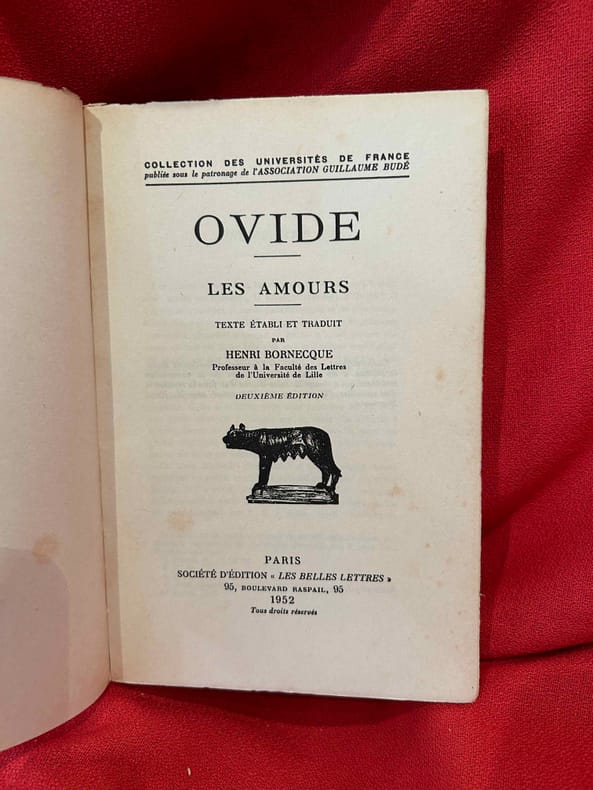 COLLECTION DES UNIVERSITÉS DE FRANCE
publiée sous le patronage de l'ASSOCIATION GUILLAUME BUDÉ
OVIDE
LES AMOURS
TEXTE ÉTABLI ET TRADUIT
PAR
HENRI BORNECQUE
Professeur à la Faculté des Lettres
de l'Université de Lille
DEUXIÈME ÉDITION
PARIS
SOCIÉTÉ D'ÉDITION « LES BELLES LETTRES »
95, BOULEVARD RASPAIL, 95
1952
Tous droits réservés